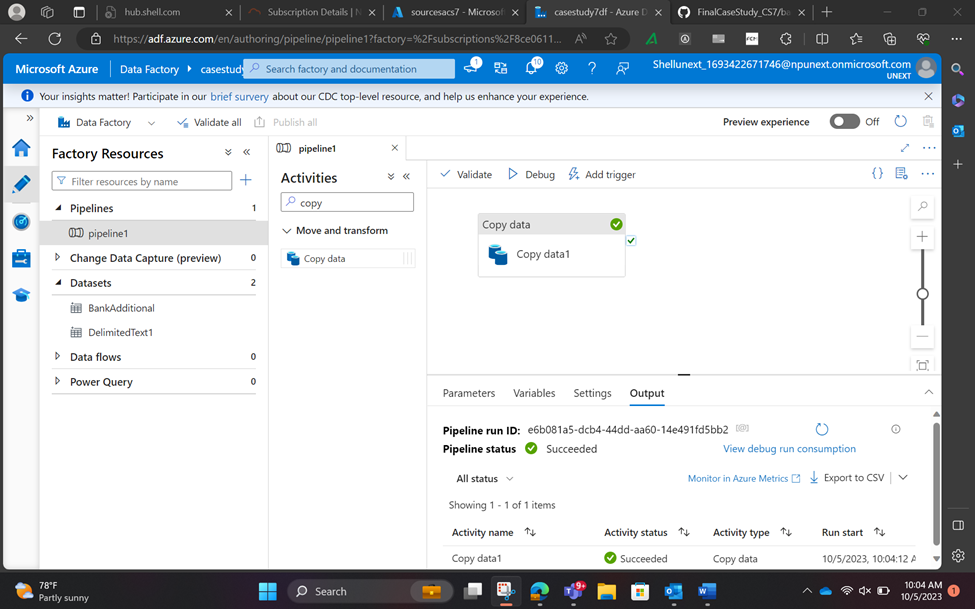 hub.shell.com
Subscription Details | N
sourcesacs7 - Microsof
casestudy7df - Azure D
FinalCaseStudy_CS7/ba
https://adf.azure.com/en/authoring/pipeline/pipeline1?factory=%2Fsubscriptions%2F8ce0611...
Microsoft Azure
Data Factory
casestudy
Search factory and documentation
1
10
Shellunext_1693422671746@npunext.onmicrosoft.com
UNEXT
Your insights matter! Participate in our brief survey about our CDC top-level resource, and help us enhance your experience.
Data Factory
Validate all
Publish all
Preview experience
Off
Factory Resources
Filter resources by name
Pipelines 1
pipeline1
Change Data Capture (preview) 0
Datasets 2
BankAdditional
DelimitedText1
Data flows 0
Power Query 0
pipeline1
Activities
copy
Move and transform
Copy data
Validate
Debug
Add trigger
Copy data
Copy data1
Parameters
Variables
Settings
Output
Pipeline run ID: e6b081a5-dcb4-44dd-aa60-14e491fd5bb2
Pipeline status Succeeded
View debug run consumption
All status
Monitor in Azure Metrics
Export to CSV
Showing 1 - 1 of 1 items
Activity name
Activity status
Activity type
Run start
Copy data1
Succeeded
Copy data
10/5/2023, 10:04:12 A
78°F
Partly sunny
Search
9+
10:04 AM
10/5/2023
1